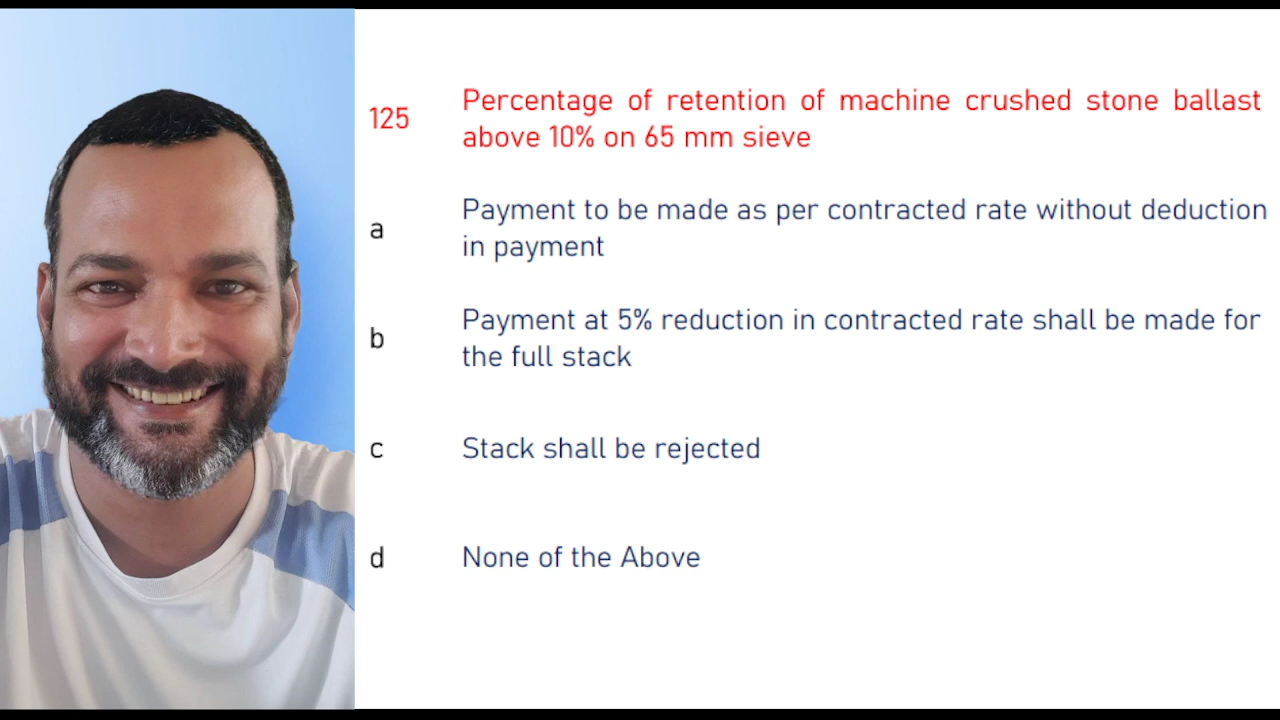 125
Percentage of retention of machine crushed stone ballast
above 10% on 65 mm sieve
a
Payment to be made as per contracted rate without deduction
in payment
b
Payment at 5% reduction in contracted rate shall be made for
the full stack
c
Stack shall be rejected
d
None of the Above